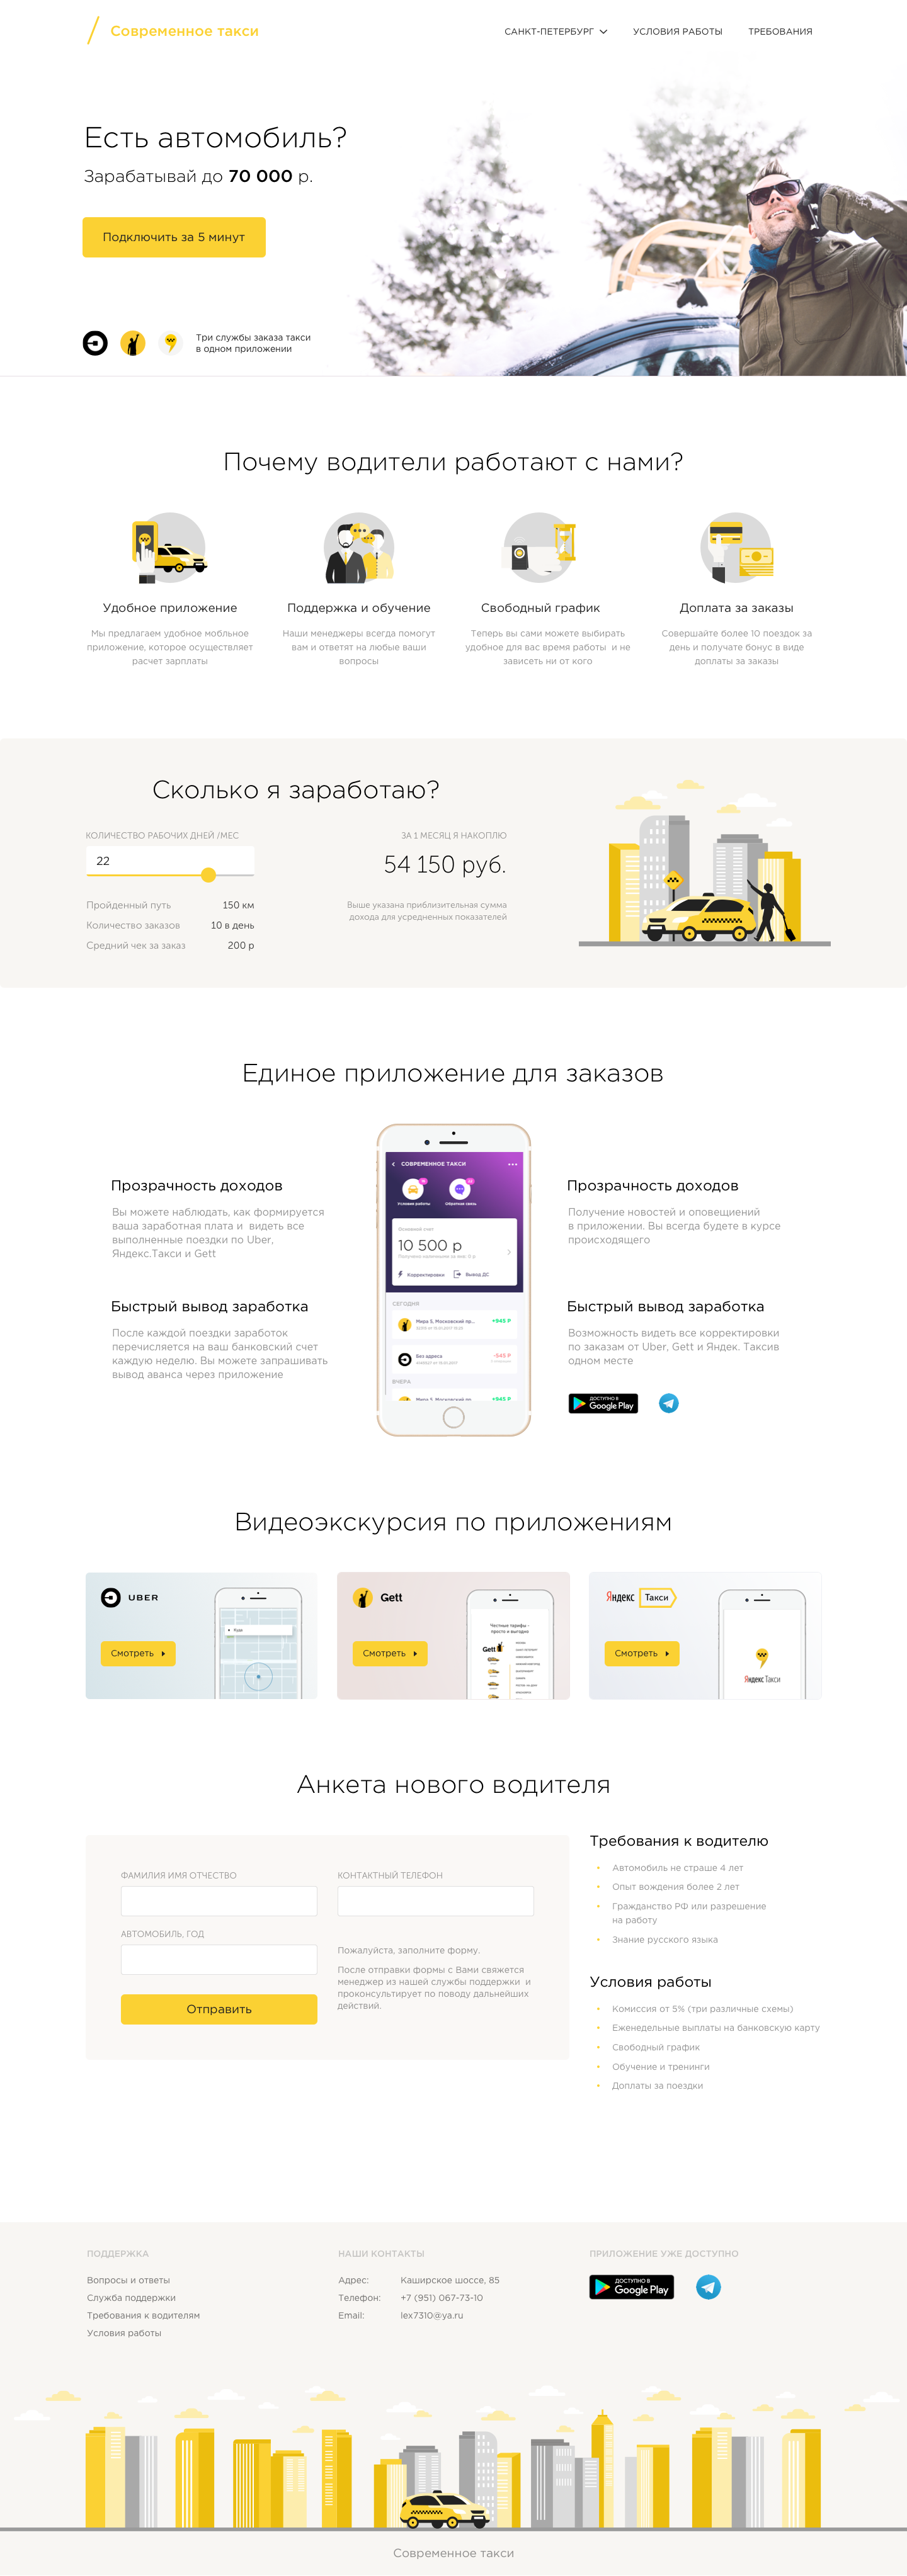 Современное такси
САНКТ-ПЕТЕРБУРГ
УСЛОВИЯ РАБОТЫ
ТРЕБОВАНИЯ
Есть автомобиль?
Зарабатывай до 70 000 р.
Подключить за 5 минут
Три службы заказа такси
в одном приложении
Почему водители работают с нами?
Удобное приложение
Мы предлагаем удобное мобльное
приложение, которое осуществляет
расчет зарплаты
Поддержка и обучение
Наши менеджеры всегда помогут
вам и ответят на любые ваши
вопросы
Свободный график
Теперь вы сами можете выбирать
удобное для вас время работы и не
зависеть ни от кого
Доплата за заказы
Совершайте более 10 поездок за
день и получате бонус в виде
доплаты за заказы
Сколько я заработаю?
КОЛИЧЕСТВО РАБОЧИХ ДНЕЙ /МЕС
22
Пройденный путь 150 км
Количество заказов 10 в день
Средний чек за заказ 200 р
ЗА 1 МЕСЯЦ Я НАКОПЛЮ
54 150 руб.
Выше указана приблизительная сумма
дохода для усредненных показателей
Единое приложение для заказов
Прозрачность доходов
Вы можете наблюдать, как формируется
ваша заработная плата и видеть все
выполненные поездки по Uber,
Яндекс.Такси и Gett
Быстрый вывод заработка
После каждой поездки заработок
перечисляется на ваш банковский счет
каждую неделю. Вы можете запрашивать
вывод аванса через приложение
СОВРЕМЕННОЕ ТАКСИ
Условия работы
Обратная связь
Основной счет
10 500 р
Корректировки
Вывод ДС
СЕГОДНЯ
Мира 5, Московский пр...
+945 Р
Без адреса
-545 Р
ВЧЕРА
Мира 5, Московский пр...
+945 Р
Прозрачность доходов
Получение новостей и оповещиений
в приложении. Вы всегда будете в курсе
происходящего
Быстрый вывод заработка
Возможность видеть все корректировки
по заказам от Uber, Gett и Яндек. Таксив
одном месте
ДОСТУПНО В
Google Play
Видеоэкскурсия по приложениям
UBER
Смотреть
Куда
Gett
Смотреть
Честные тарифы -
просто и выгодно
Gett
Яндекс Такси
Смотреть
Яндекс Такси
Анкета нового водителя
ФАМИЛИЯ ИМЯ ОТЧЕСТВО
КОНТАКТНЫЙ ТЕЛЕФОН
АВТОМОБИЛЬ, ГОД
Пожалуйста, заполните форму.
После отправки формы с Вами свяжется
менеджер из нашей службы поддержки и
проконсультирует по поводу дальнейших
действий.
Отправить
Требования к водителю
Автомобиль не страше 4 лет
Опыт вождения более 2 лет
Гражданство РФ или разрешение
на работу
Знание русского языка
Условия работы
Комиссия от 5% (три различные схемы)
Еженедельные выплаты на банковскую карту
Свободный график
Обучение и тренинги
Доплаты за поездки
ПОДДЕРЖКА
Вопросы и ответы
Служба поддержки
Требования к водителям
Условия работы
НАШИ КОНТАКТЫ
Адрес: Каширское шоссе, 85
Телефон: +7 (951) 067-73-10
Email: lex7310@ya.ru
ПРИЛОЖЕНИЕ УЖЕ ДОСТУПНО
ДОСТУПНО В
Google Play
Современное такси